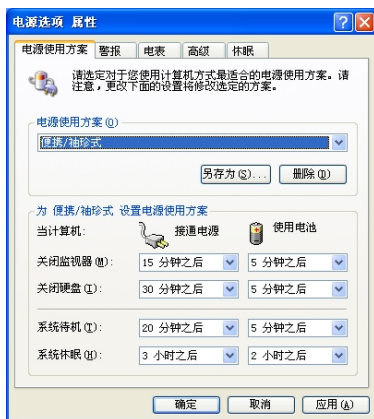 电源选项 属性
电源使用方案 警报 电表 高级 休眠
请选定对于您使用计算机方式最适合的电源使用方案。请
注意，更改下面的设置将修改选定的方案。
电源使用方案(O)
便携/袖珍式
另存为(S)... 删除(D)
为 便携/袖珍式 设置电源使用方案
当计算机: 接通电源 使用电池
关闭监视器(M): 15 分钟之后 5 分钟之后
关闭硬盘(I): 30 分钟之后 5 分钟之后
系统待机(T): 20 分钟之后 5 分钟之后
系统休眠(H): 3 小时之后 2 小时之后
确定 取消 应用(A)